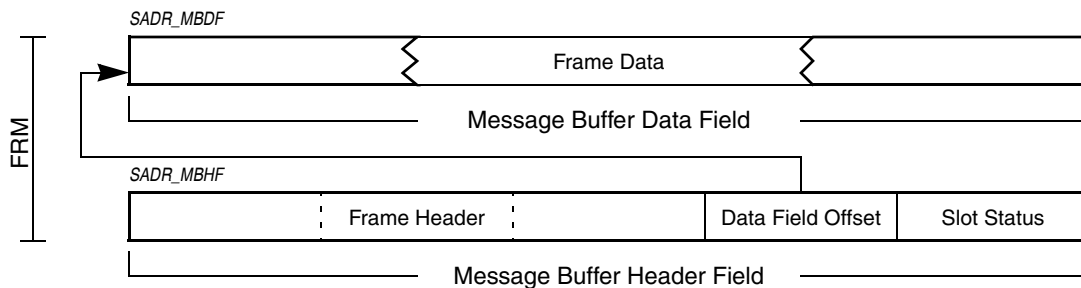 SADR_MBDF
Frame Data
Message Buffer Data Field
FRM
SADR_MBHF
Frame Header
Data Field Offset
Slot Status
Message Buffer Header Field